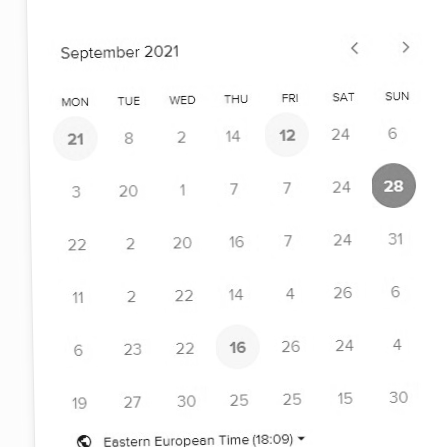 September 2021
MON TUE WED THU FRI SAT SUN
21 8 2 14 12 24 6
3 20 1 7 7 24 28
22 2 20 16 7 24 31
11 2 22 14 4 26 6
6 23 22 16 26 24 4
19 27 30 25 25 15 30
Eastern European Time (18:09)